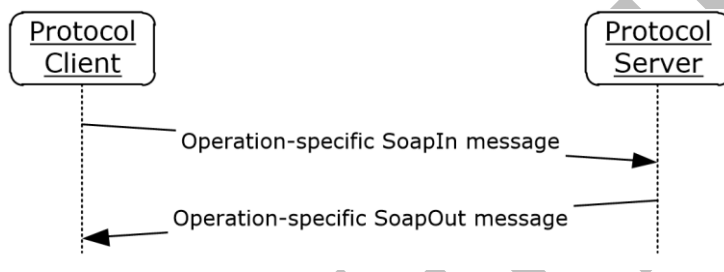 Protocol
Client
Protocol
Server
Operation-specific SoapIn message
Operation-specific SoapOut message